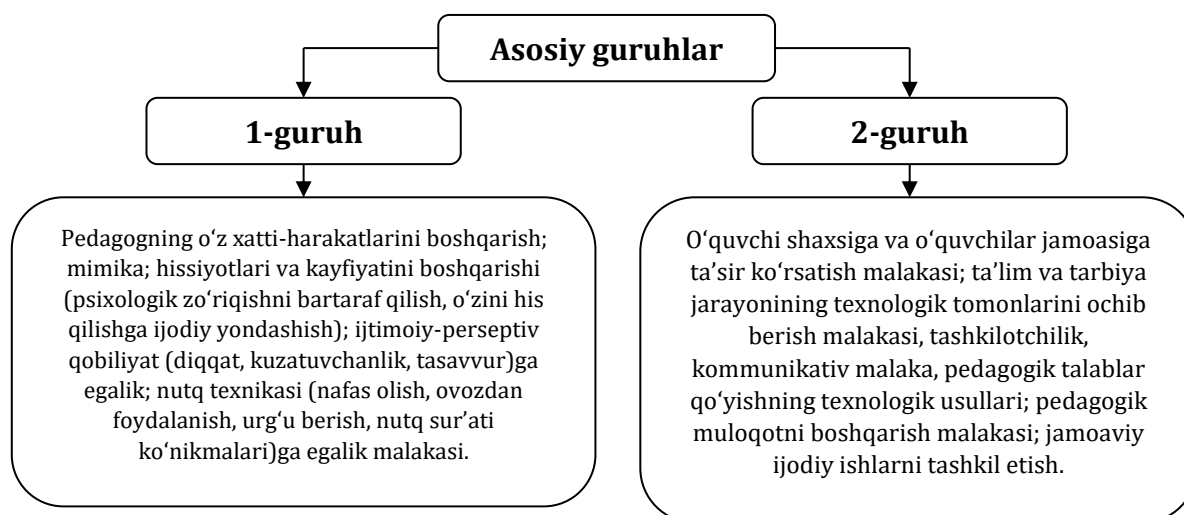 Asosiy guruhlar
1-guruh
2-guruh
Pedagogning o‘z xatti-harakatlarini boshqarish;
mimika; hissiyotlari va kayfiyatini boshqarishi
(psixologik zo‘riqishni bartaraf qilish, o‘zini his
qilishga ijodiy yondashish); ijtimoiy-perseptiv
qobiliyat (diqqat, kuzatuvchanlik, tasavvur)ga
egalik; nutq texnikasi (nafas olish, ovozdan
foydalanish, urg‘u berish, nutq sur’ati
ko‘nikmalari)ga egalik malakasi.
O‘quvchi shaxsiga va o‘quvchilar jamoasiga
ta’sir ko‘rsatish malakasi; ta’lim va tarbiya
jarayonining texnologik tomonlarini ochib
berish malakasi, tashkilotchilik,
kommunikativ malaka, pedagogik talablar
qo‘yishning texnologik usullari; pedagogik
muloqotni boshqarish malakasi; jamoaviy
ijodiy ishlarni tashkil etish.